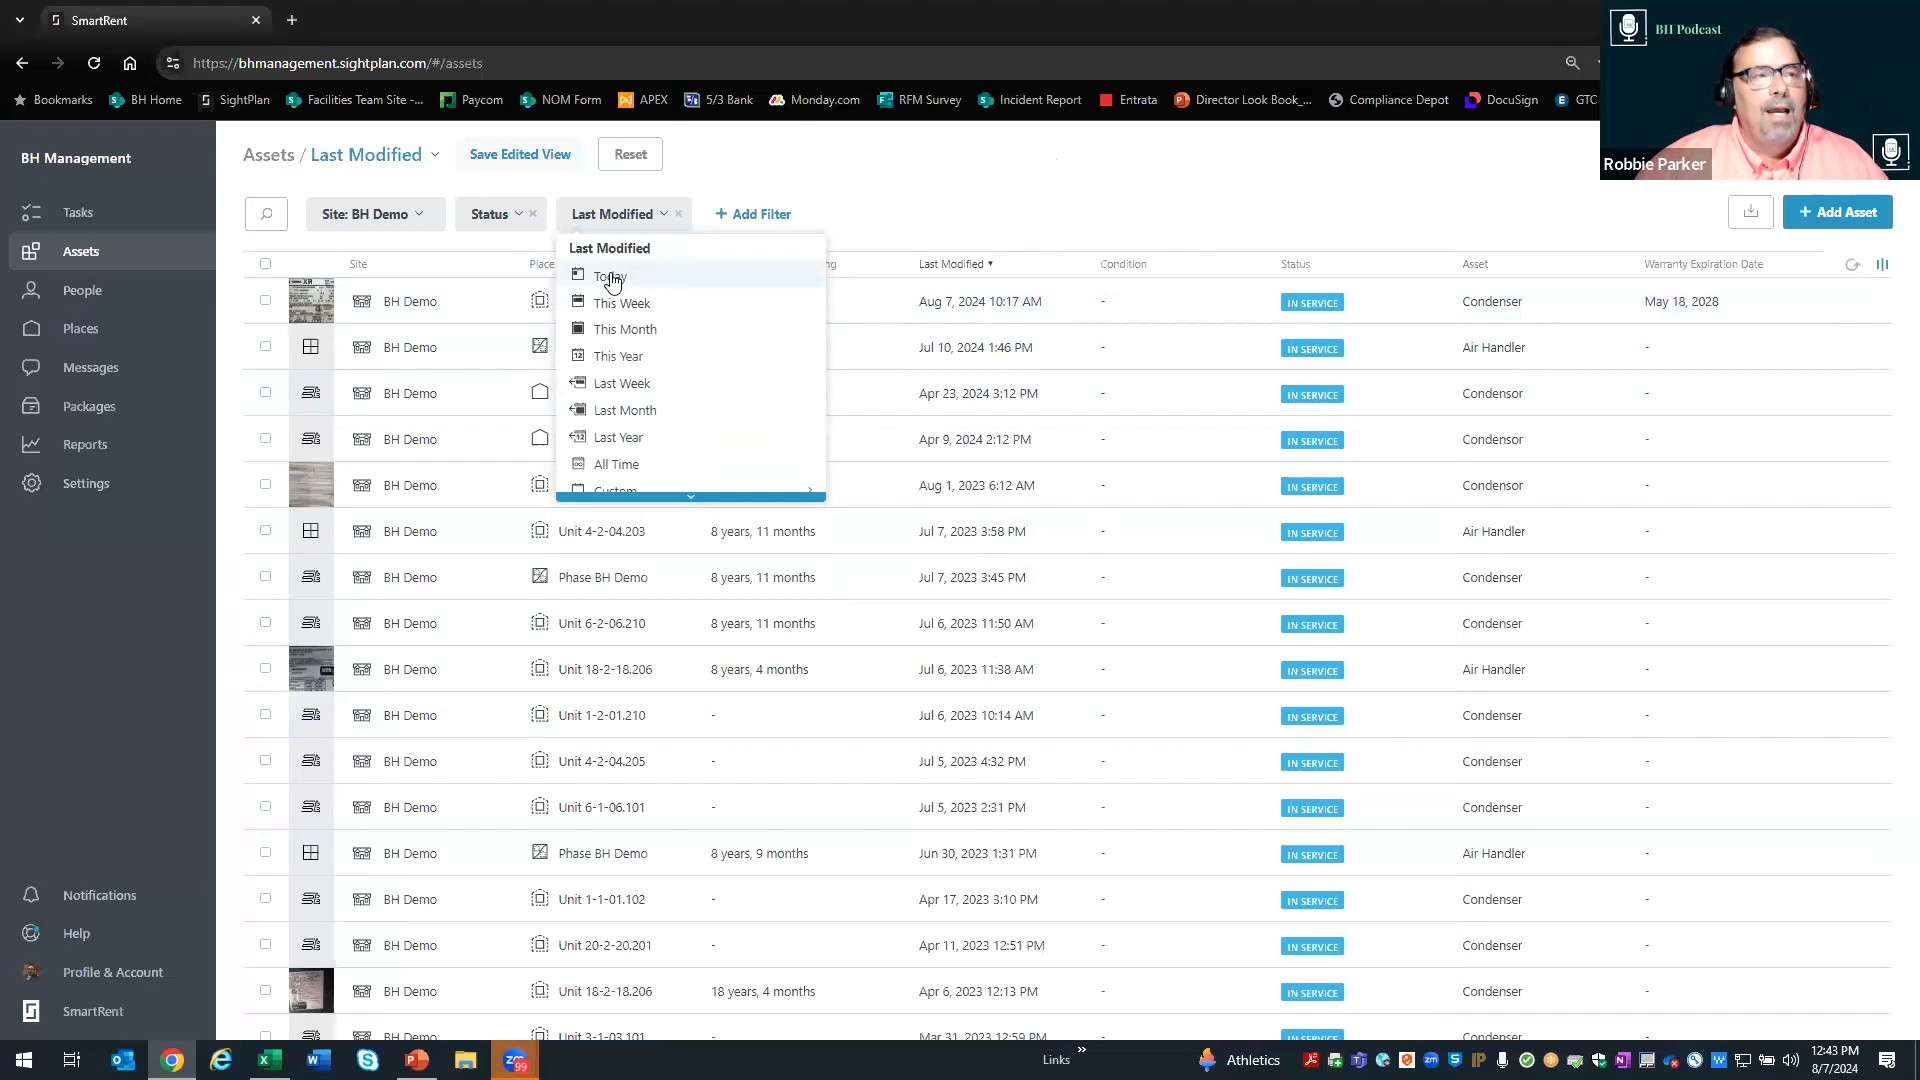 SmartRent
https://bhmanagement.sightplan.com/#/assets
Bookmarks BH Home SightPlan Facilities Team Site -... Paycom NOM Form APEX 5/3 Bank Monday.com RFM Survey Incident Report Entrata Director Look Book_... Compliance Depot DocuSign GTC
BH Podcast
Robbie Parker
BH Management
Tasks
Assets
People
Places
Messages
Packages
Reports
Settings
Notifications
Help
Profile & Account
SmartRent
Assets / Last Modified Save Edited View Reset
Site: BH Demo Status Last Modified + Add Filter + Add Asset
Last Modified
Today
This Week
This Month
This Year
Last Week
Last Month
Last Year
All Time
Custom
Site Place Last Modified Condition Status Asset Warranty Expiration Date
BH Demo Aug 7, 2024 10:17 AM - IN SERVICE Condenser May 18, 2028
BH Demo Jul 10, 2024 1:46 PM - IN SERVICE Air Handler -
BH Demo Apr 23, 2024 3:12 PM - IN SERVICE Condensor -
BH Demo Apr 9, 2024 2:12 PM - IN SERVICE Condensor -
BH Demo Aug 1, 2023 6:12 AM - IN SERVICE Condensor -
BH Demo Unit 4-2-04.203 8 years, 11 months Jul 7, 2023 3:58 PM - IN SERVICE Air Handler -
BH Demo Phase BH Demo 8 years, 11 months Jul 7, 2023 3:45 PM - IN SERVICE Condenser -
BH Demo Unit 6-2-06.210 8 years, 11 months Jul 6, 2023 11:50 AM - IN SERVICE Condenser -
BH Demo Unit 18-2-18.206 8 years, 4 months Jul 6, 2023 11:38 AM - IN SERVICE Air Handler -
BH Demo Unit 1-2-01.210 - Jul 6, 2023 10:14 AM - IN SERVICE Condenser -
BH Demo Unit 4-2-04.205 - Jul 5, 2023 4:32 PM - IN SERVICE Condenser -
BH Demo Unit 6-1-06.101 - Jul 5, 2023 2:31 PM - IN SERVICE Condenser -
BH Demo Phase BH Demo 8 years, 9 months Jun 30, 2023 1:31 PM - IN SERVICE Air Handler -
BH Demo Unit 1-1-01.102 - Apr 17, 2023 3:10 PM - IN SERVICE Condenser -
BH Demo Unit 20-2-20.201 - Apr 11, 2023 12:51 PM - IN SERVICE Condenser -
BH Demo Unit 18-2-18.206 18 years, 4 months Apr 6, 2023 12:13 PM - IN SERVICE Condenser -
BH Demo Unit 3-1-03.101 Mar 31, 2023 12:59 PM IN SERVICE Condenser
Links Athletics 12:43 PM
8/7/2024